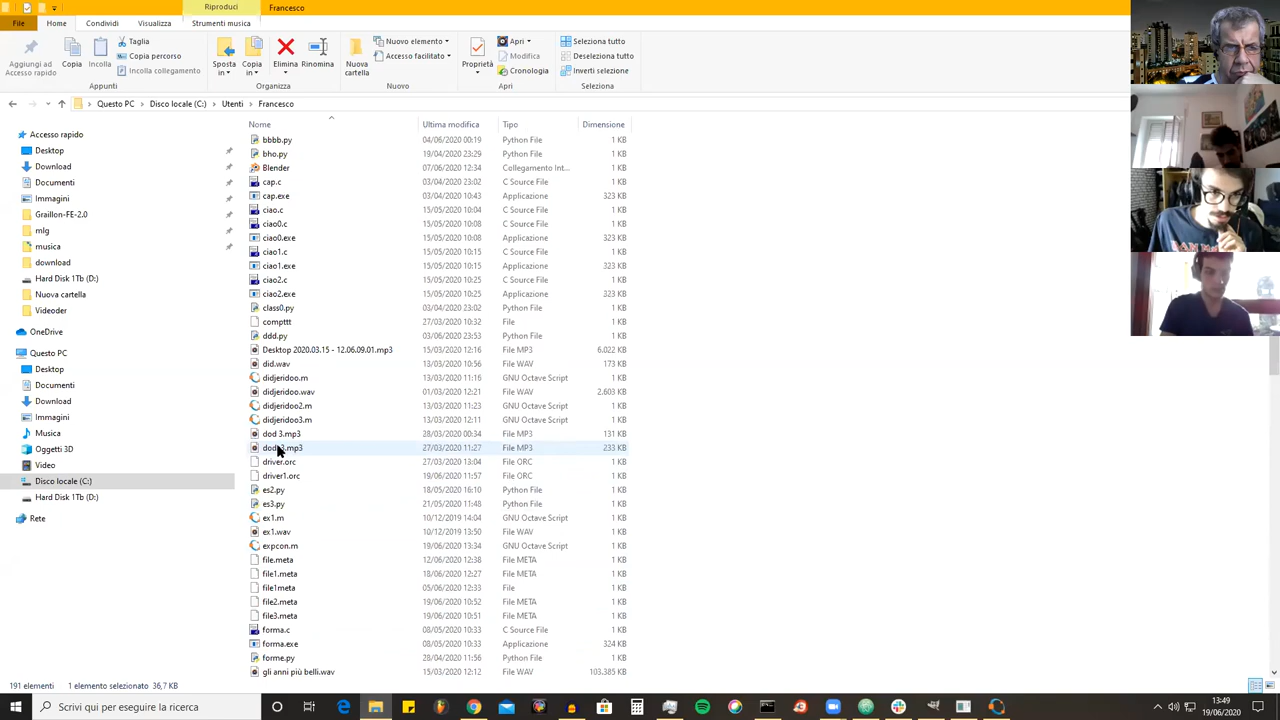 Riproduci
Francesco
File
Home
Condividi
Visualizza
Strumenti musica
Aggiungi ad
Accesso rapido
Copia
Incolla
Taglia
Copia percorso
Incolla collegamento
Appunti
Sposta
in
Copia
in
Elimina
Rinomina
Organizza
Nuova
cartella
Nuovo elemento
Accesso facilitato
Nuovo
Proprietà
Apri
Modifica
Cronologia
Apri
Seleziona tutto
Deseleziona tutto
Inverti selezione
Seleziona
Questo PC
Disco locale (C:)
Utenti
Francesco
Nome Ultima modifica Tipo Dimensione
Accesso rapido
Desktop
Download
Documenti
Immagini
Graillon-FE-2.0
mlg
musica
download
Hard Disk 1Tb (D:)
Nuova cartella
Videoder
OneDrive
Questo PC
Desktop
Documenti
Download
Immagini
Musica
Oggetti 3D
Video
Disco locale (C:)
Hard Disk 1Tb (D:)
Rete
bbbb.py 04/06/2020 00:19 Python File 1 KB
bho.py 19/04/2020 23:29 Python File 1 KB
Blender 07/06/2020 12:34 Collegamento Int... 1 KB
cap.c 03/04/2020 23:02 C Source File 1 KB
cap.exe 10:43 Applicazione 323 KB
ciao.c 15/05/2020 10:04 C Source File 1 KB
ciao0.c 15/05/2020 10:08 C Source File 1 KB
ciao0.exe 15/05/2020 10:08 Applicazione 323 KB
ciao1.c 15/05/2020 10:15 C Source File 1 KB
ciao1.exe 15/05/2020 10:15 Applicazione 323 KB
ciao2.c 15/05/2020 10:25 C Source File 1 KB
ciao2.exe 15/05/2020 10:25 Applicazione 323 KB
class0.py 03/04/2020 23:02 Python File 1 KB
compttt 27/03/2020 10:32 File 1 KB
ddd.py 03/06/2020 23:53 Python File 1 KB
Desktop 2020.03.15 - 12.06.09.01.mp3 15/03/2020 12:16 File MP3 6.022 KB
did.wav 13/03/2020 10:56 File WAV 173 KB
didjeridoo.m 13/03/2020 11:16 GNU Octave Script 1 KB
didjeridoo.wav 01/03/2020 12:21 File WAV 2.603 KB
didjeridoo2.m 13/03/2020 11:23 GNU Octave Script 1 KB
didjeridoo3.m 13/03/2020 12:11 GNU Octave Script 1 KB
dod 3.mp3 28/03/2020 00:34 File MP3 131 KB
27/03/2020 11:27 File MP3 233 KB
driver.orc 27/03/2020 13:04 File ORC 1 KB
driver1.orc 19/06/2020 11:57 File ORC 1 KB
es2.py 18/05/2020 16:10 Python File 1 KB
es3.py 21/05/2020 11:48 Python File 1 KB
ex1.m 10/12/2019 14:04 GNU Octave Script 1 KB
ex1.wav 10/12/2019 13:50 File WAV 1 KB
expcon.m 19/06/2020 13:34 GNU Octave Script 1 KB
file.meta 12/06/2020 12:38 File META 1 KB
file1.meta 18/06/2020 12:27 File META 1 KB
file1meta 05/06/2020 12:33 File 1 KB
file2.meta 19/06/2020 10:52 File META 1 KB
file3.meta 19/06/2020 10:51 File META 1 KB
forma.c 08/05/2020 10:33 C Source File 1 KB
forma.exe 08/05/2020 10:33 Applicazione 324 KB
forme.py 28/04/2020 11:56 Python File 1 KB
gli anni più belli.wav 15/03/2020 12:12 File WAV 103.385 KB
191 elementi 1 elemento selezionato 36,7 KB
Scrivi qui per eseguire la ricerca
13:49
19/06/2020